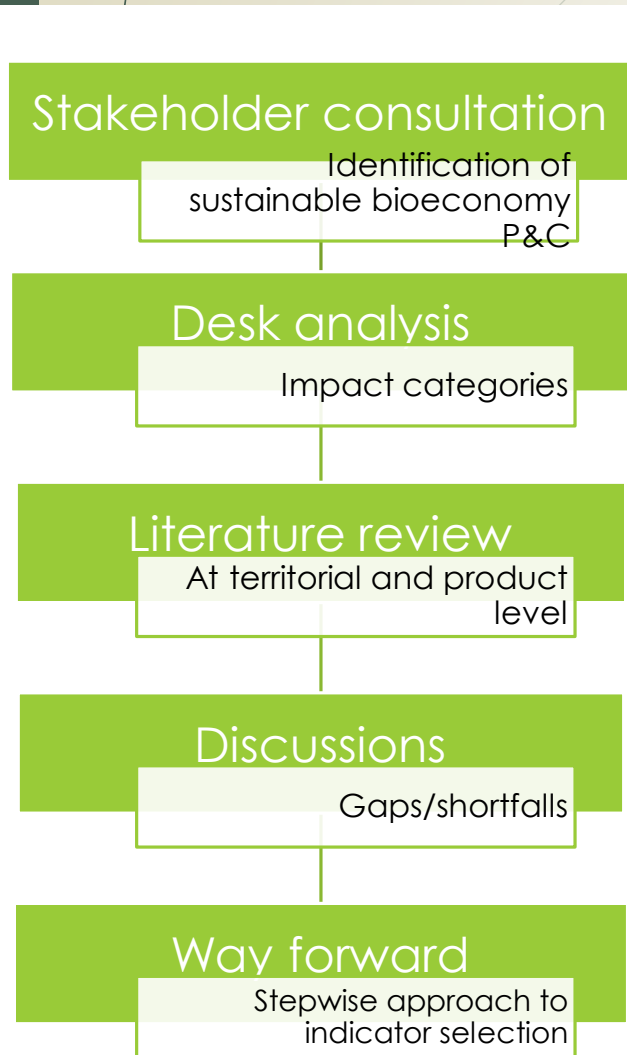 Stakeholder consultation
Identification of
sustainable bioeconomy
P&C
Desk analysis
Impact categories
Literature review
At territorial and product
level
Discussions
Gaps/shortfalls
Way forward
Stepwise approach to
indicator selection